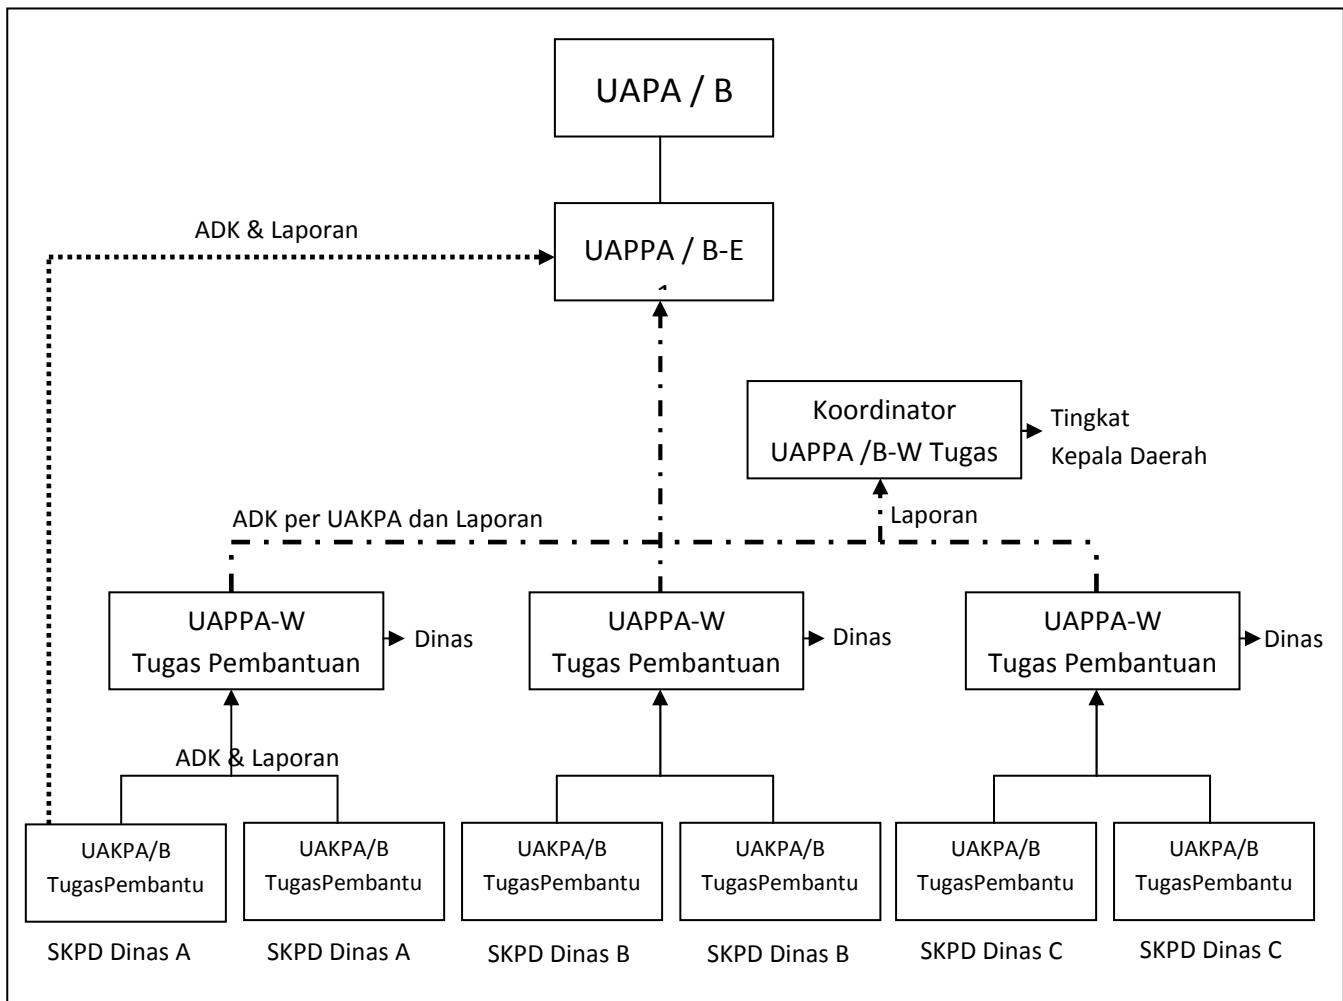 UAPA / B
ADK & Laporan
UAPPA / B-E
Koordinator
UAPPA /B-W Tugas
Tingkat
Kepala Daerah
ADK per UAKPA dan Laporan
Laporan
UAPPA-W
Tugas Pembantuan
Dinas
UAPPA-W
Tugas Pembantuan
Dinas
UAPPA-W
Tugas Pembantuan
Dinas
ADK & Laporan
UAKPA/B
TugasPembantu
UAKPA/B
TugasPembantu
UAKPA/B
TugasPembantu
UAKPA/B
TugasPembantu
UAKPA/B
TugasPembantu
UAKPA/B
TugasPembantu
SKPD Dinas A
SKPD Dinas A
SKPD Dinas B
SKPD Dinas B
SKPD Dinas C
SKPD Dinas C